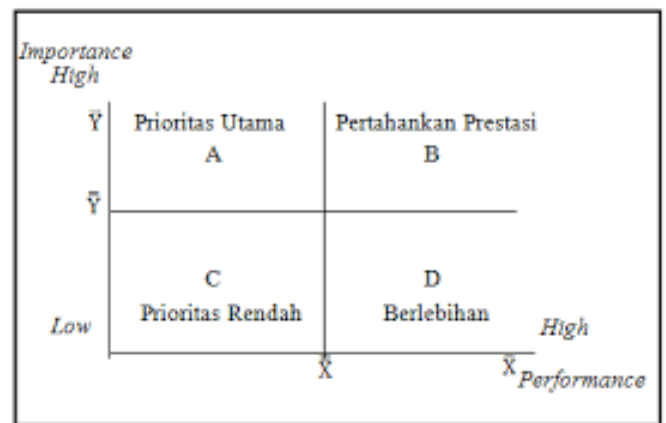 Importance
High
Ȳ Prioritas Utama Pertahankan Prestasi
A B
Y̿
C D
Prioritas Rendah Berlebihan
Low High
X̿ X̄
Performance